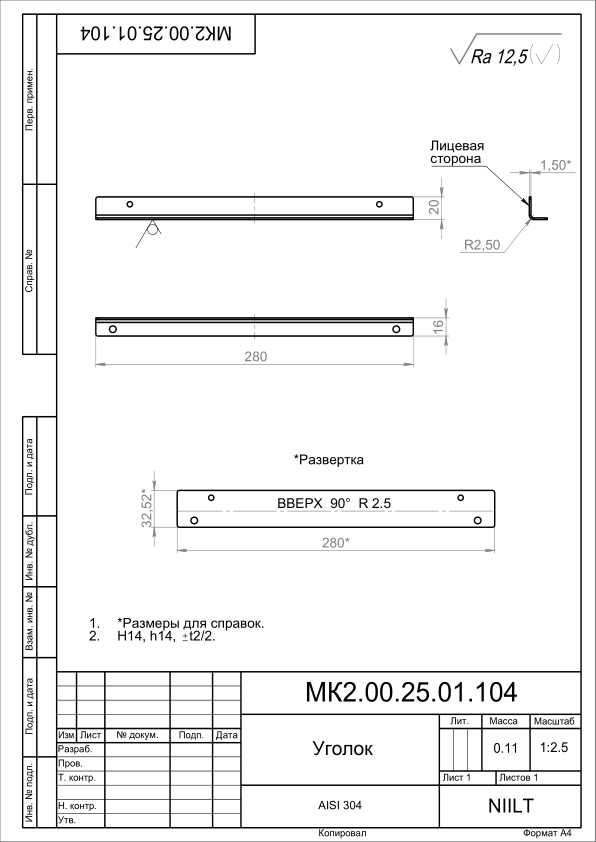 МК2.00.25.01.104
Ra 12,5 (√)
Перв. примен.
Справ. №
Подп. и дата
Инв. № дубл.
Взам. инв. №
Подп. и дата
Инв. № подл.
Лицевая
сторона
1,50*
20
R2,50
16
280
*Развертка
ВВЕРХ 90° R 2.5
32,52*
280*
1. *Размеры для справок.
2. H14, h14, ±t2/2.
МК2.00.25.01.104
Изм Лист № докум. Подп. Дата
Разраб.
Пров.
Т. контр.
Н. контр.
Утв.
Уголок
Лит. Масса Масштаб
0.11 1:2.5
Лист 1 Листов 1
AISI 304
NIILT
Копировал Формат А4